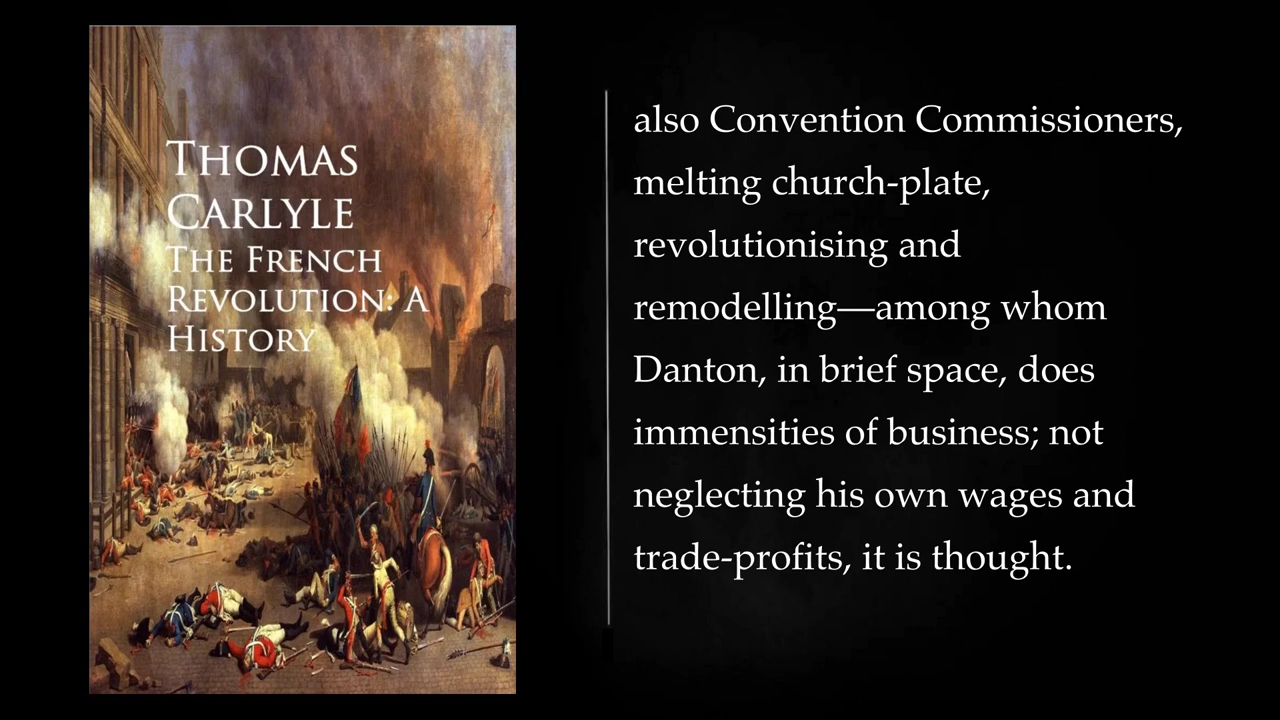 THOMAS
CARLYLE
THE FRENCH
REVOLUTION: A
HISTORY
also Convention Commissioners,
melting church-plate,
revolutionising and
remodelling—among whom
Danton, in brief space, does
immensities of business; not
neglecting his own wages and
trade-profits, it is thought.